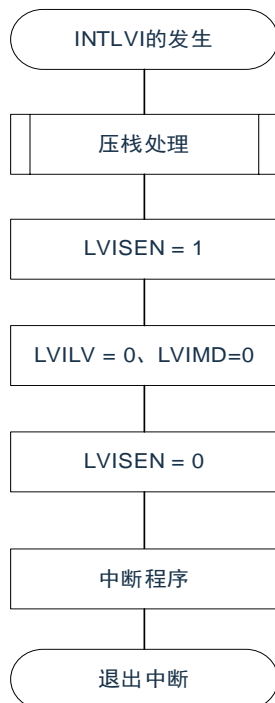 INTLVI的发生
压栈处理
LVISEN = 1
LVILV = 0、LVIMD=0
LVISEN = 0
中断程序
退出中断